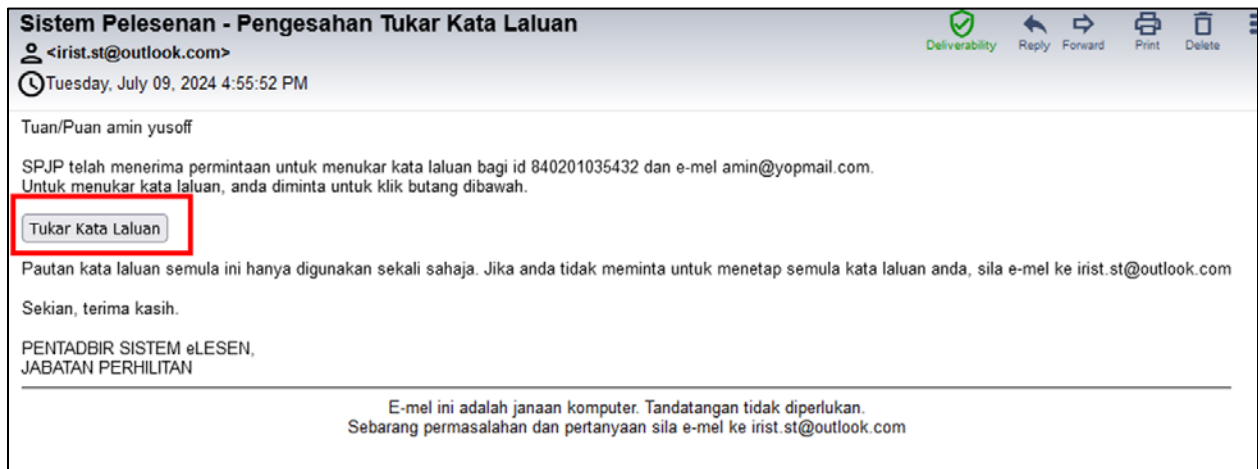 Sistem Pelesenan - Pengesahan Tukar Kata Laluan
<irist.st@outlook.com>
Tuesday, July 09, 2024 4:55:52 PM
Deliverability Reply Forward Print Delete
Tuan/Puan amin yusoff
SPJP telah menerima permintaan untuk menukar kata laluan bagi id 840201035432 dan e-mel amin@yopmail.com.
Untuk menukar kata laluan, anda diminta untuk klik butang dibawah.
Tukar Kata Laluan
Pautan kata laluan semula ini hanya digunakan sekali sahaja. Jika anda tidak meminta untuk menetap semula kata laluan anda, sila e-mel ke irist.st@outlook.com
Sekian, terima kasih.
PENTADBIR SISTEM eLESEN,
JABATAN PERHILITAN
E-mel ini adalah janaan komputer. Tandatangan tidak diperlukan.
Sebarang permasalahan dan pertanyaan sila e-mel ke irist.st@outlook.com